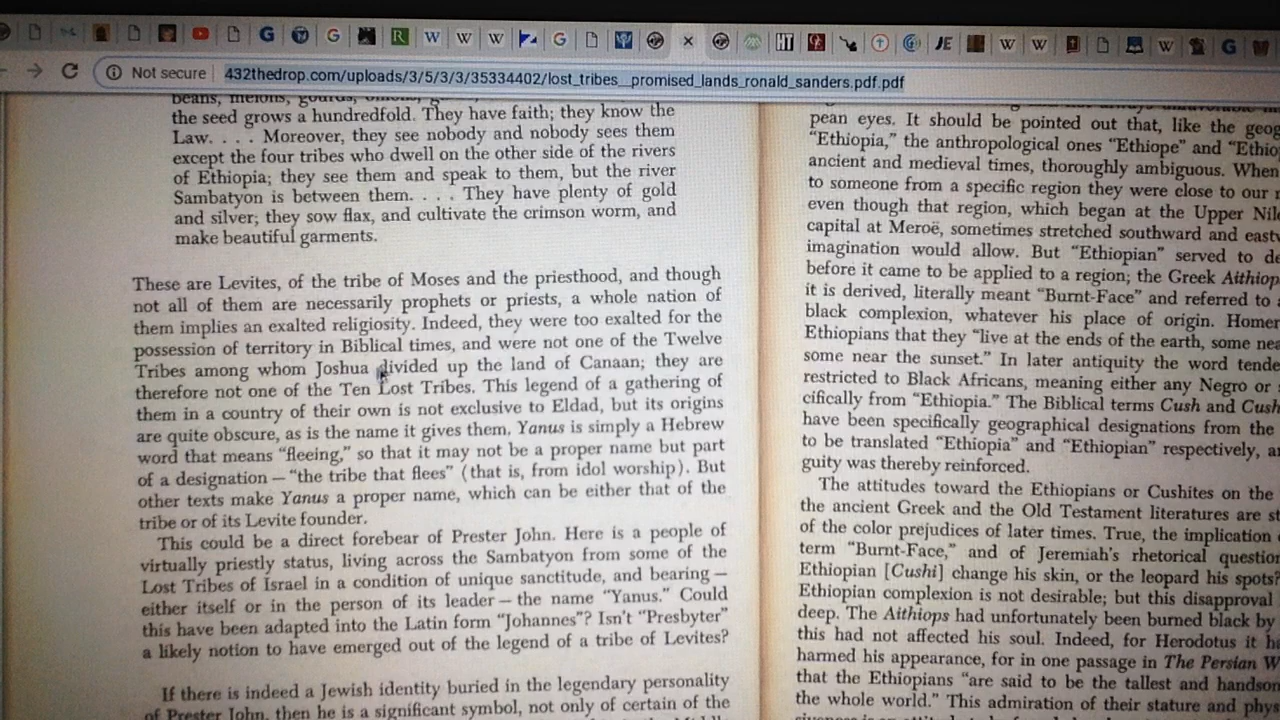 Not secure
432thedrop.com/uploads/3/5/3/3/35334402/lost_tribes__promised_lands_ronald_sanders.pdf.pdf
beans, melons, gourds,
the seed grows a hundredfold. They have faith; they know the
Law. . . . Moreover, they see nobody and nobody sees them
except the four tribes who dwell on the other side of the rivers
of Ethiopia; they see them and speak to them, but the river
Sambatyon is between them. . . . They have plenty of gold
and silver; they sow flax, and cultivate the crimson worm, and
make beautiful garments.
These are Levites, of the tribe of Moses and the priesthood, and though
not all of them are necessarily prophets or priests, a whole nation of
them implies an exalted religiosity. Indeed, they were too exalted for the
possession of territory in Biblical times, and were not one of the Twelve
Tribes among whom Joshua divided up the land of Canaan; they are
therefore not one of the Ten Lost Tribes. This legend of a gathering of
them in a country of their own is not exclusive to Eldad, but its origins
are quite obscure, as is the name it gives them. Yanus is simply a Hebrew
word that means “fleeing,” so that it may not be a proper name but part
of a designation — “the tribe that flees” (that is, from idol worship). But
other texts make Yanus a proper name, which can be either that of the
tribe or of its Levite founder.
This could be a direct forebear of Prester John. Here is a people of
virtually priestly status, living across the Sambatyon from some of the
Lost Tribes of Israel in a condition of unique sanctitude, and bearing —
either itself or in the person of its leader — the name “Yanus.” Could
this have been adapted into the Latin form “Johannes”? Isn't “Presbyter”
a likely notion to have emerged out of the legend of a tribe of Levites?
If there is indeed a Jewish identity buried in the legendary personality
of Prester John, then he is a significant symbol, not only of certain of the
pean eyes. It should be pointed out that, like the geog
“Ethiopia,” the anthropological ones “Ethiope” and “Ethio
ancient and medieval times, thoroughly ambiguous. When
to someone from a specific region they were close to our
even though that region, which began at the Upper Nil
capital at Meroë, sometimes stretched southward and eastw
imagination would allow. But “Ethiopian” served to de
before it came to be applied to a region; the Greek Aithiop
it is derived, literally meant “Burnt-Face” and referred to
black complexion, whatever his place of origin. Homer
Ethiopians that they “live at the ends of the earth, some nea
some near the sunset.” In later antiquity the word tende
restricted to Black Africans, meaning either any Negro or
cifically from “Ethiopia.” The Biblical terms Cush and Cush
have been specifically geographical designations from the
to be translated “Ethiopia” and “Ethiopian” respectively, a
guity was thereby reinforced.
The attitudes toward the Ethiopians or Cushites on the
the ancient Greek and the Old Testament literatures are st
of the color prejudices of later times. True, the implication
term “Burnt-Face,” and of Jeremiah's rhetorical question
Ethiopian [Cushi] change his skin, or the leopard his spots?
Ethiopian complexion is not desirable; but this disapproval
deep. The Aithiops had unfortunately been burned black by
this had not affected his soul. Indeed, for Herodotus it h
harmed his appearance, for in one passage in The Persian W
that the Ethiopians “are said to be the tallest and handsom
the whole world.” This admiration of their stature and phys